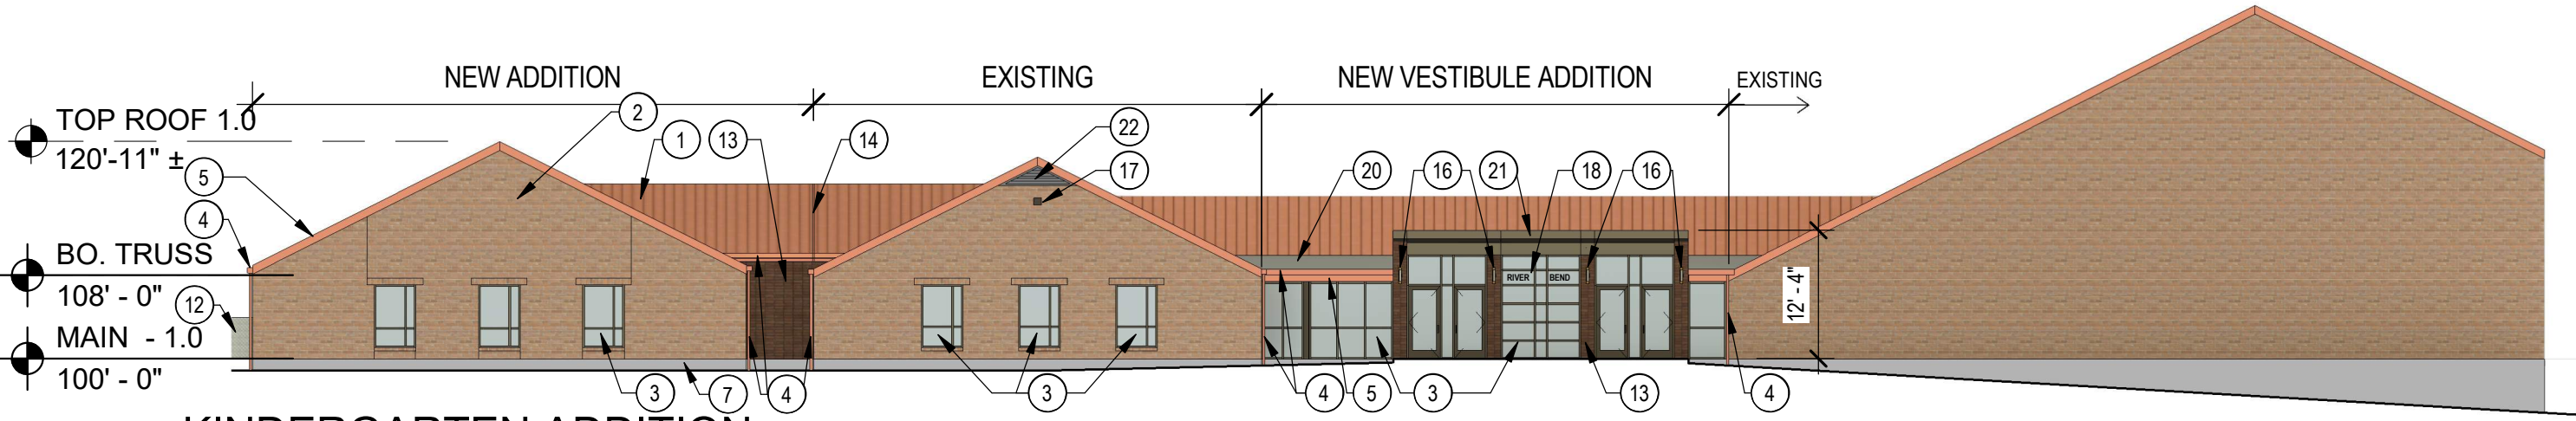 NEW ADDITION
EXISTING
NEW VESTIBULE ADDITION
EXISTING
TOP ROOF 1.0
120'-11" ±
2
1
13
14
22
17
5
20
16
21
18
16
4
BO. TRUSS
108' - 0"
RIVER BEND
12' - 4"
12
MAIN - 1.0
100' - 0"
3
7
4
3
4
5
3
13
4
KINDERGARTEN ADDITION